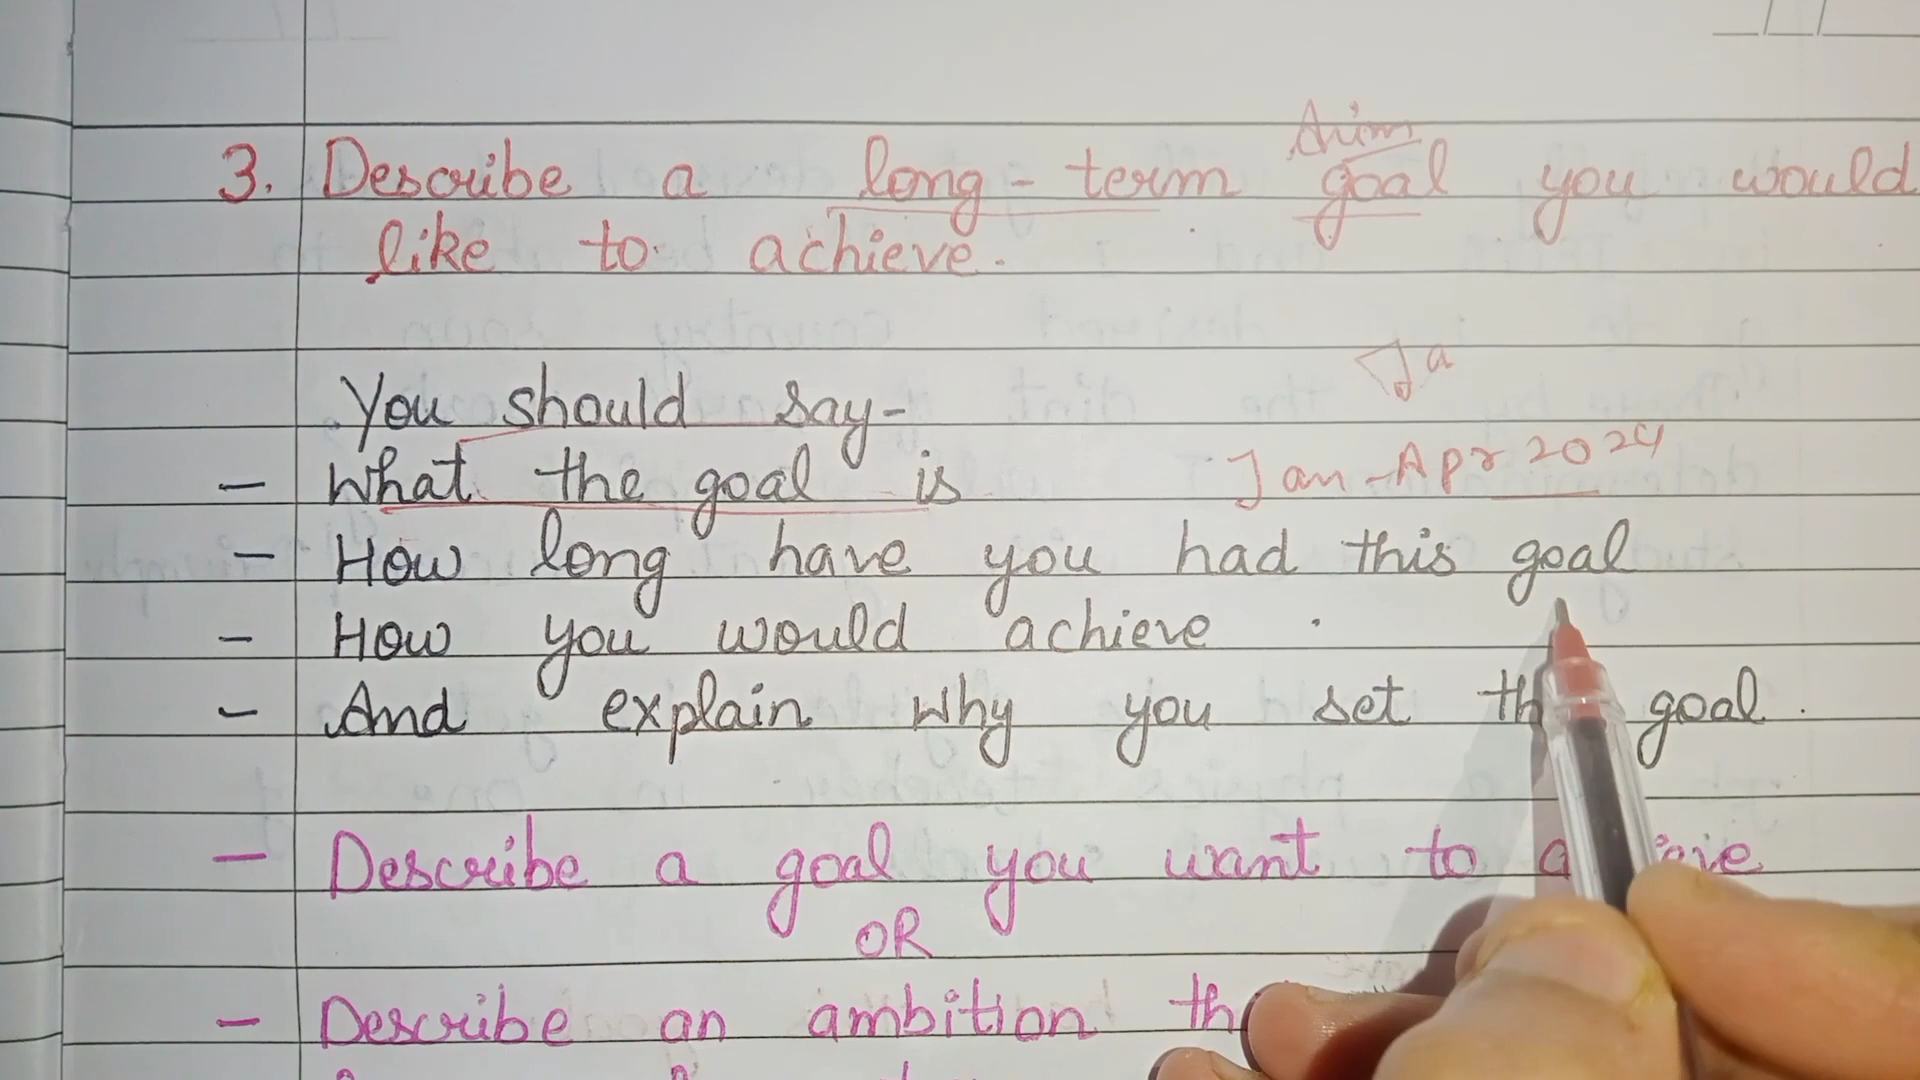 Aim
3. Describe a long-term goal you would
like to achieve.
Ja
You should say-
Jan-Apr 2024
- What the goal is
- How long have you had this goal
- How you would achieve
- And explain why you set goal.
- Describe a goal you want to
OR
- Describe an ambition